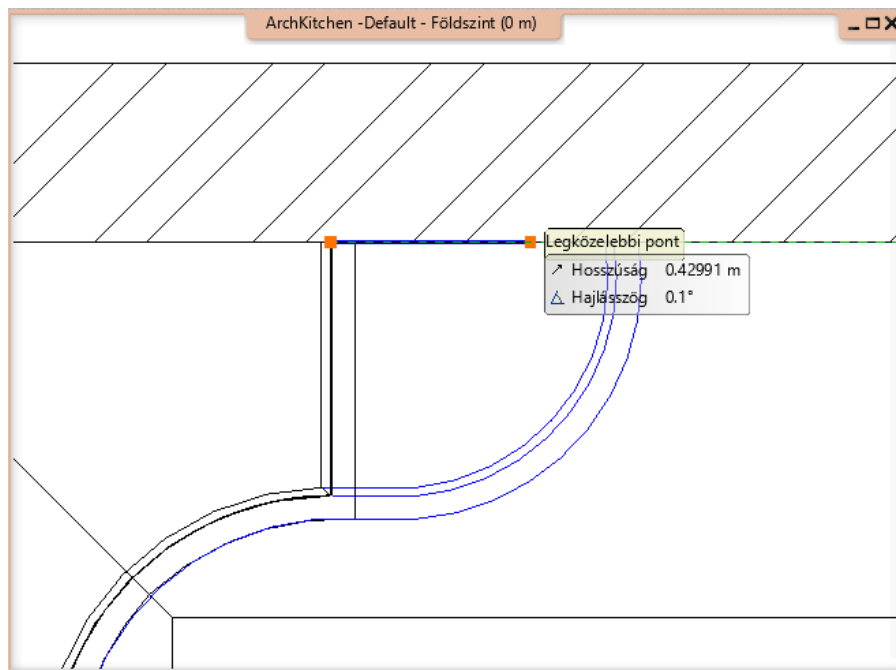 ArchKitchen -Default - Földszint (0 m)
Legközelebbi pont
Hosszúság 0.42991 m
Hajlásszög 0.1°